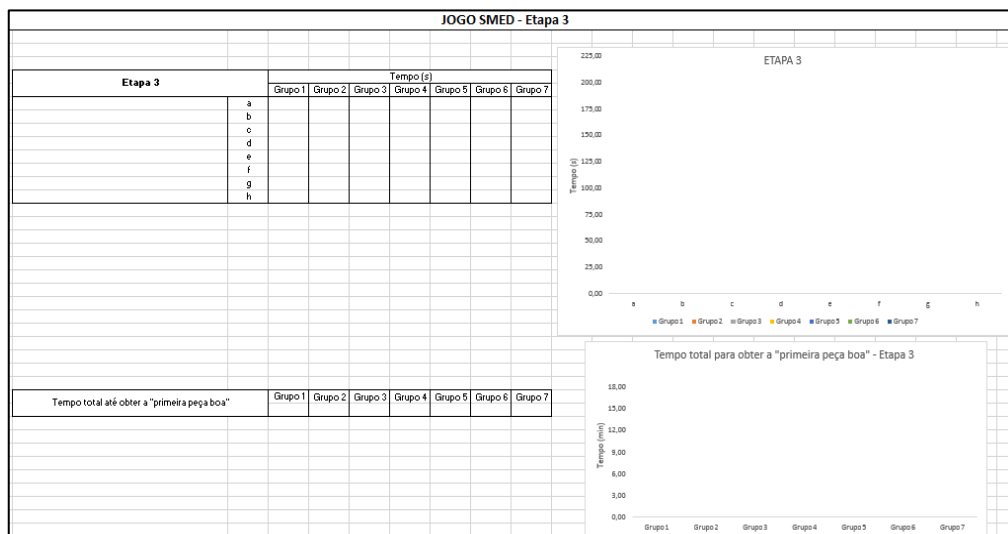 JOGO SMED - Etapa 3
Etapa 3
Tempo (s)
Grupo 1 Grupo 2 Grupo 3 Grupo 4 Grupo 5 Grupo 6 Grupo 7
a
b
c
d
e
f
g
h
ETAPA 3
Tempo (s)
225,00
200,00
175,00
150,00
125,00
100,00
75,00
50,00
25,00
0,00
a b c d e f g h
Grupo 1 Grupo 2 Grupo 3 Grupo 4 Grupo 5 Grupo 6 Grupo 7
Tempo total até obter a "primeira peça boa"
Grupo 1 Grupo 2 Grupo 3 Grupo 4 Grupo 5 Grupo 6 Grupo 7
Tempo total para obter a "primeira peça boa" - Etapa 3
Tempo (min)
18,00
15,00
12,00
9,00
6,00
3,00
0,00
Grupo 1 Grupo 2 Grupo 3 Grupo 4 Grupo 5 Grupo 6 Grupo 7